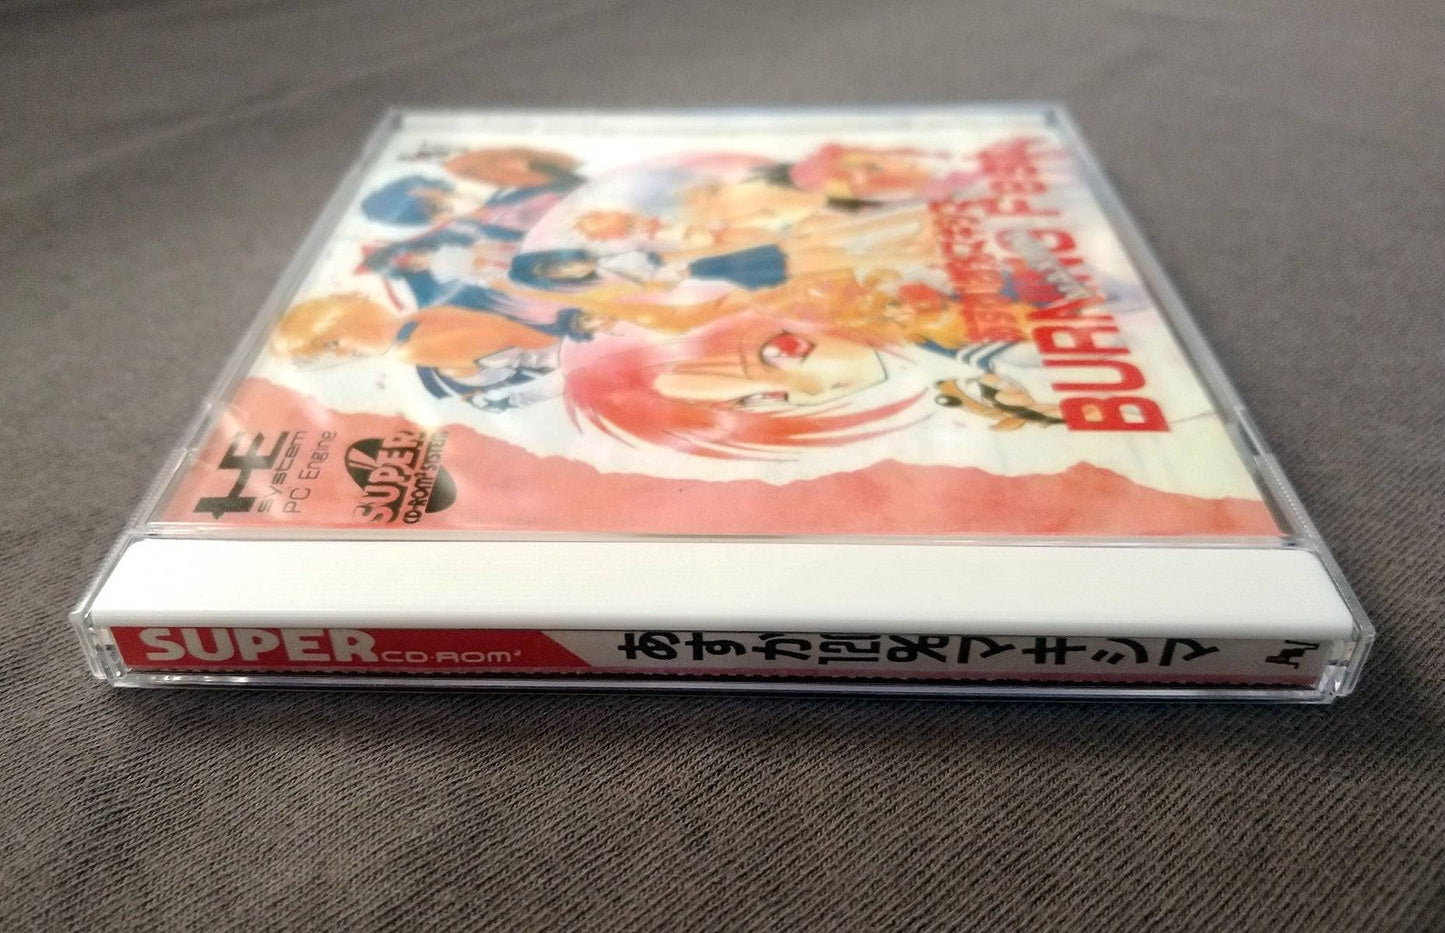 BURNING Fest.
HE
System
PC Engine
SUPER
CD-ROM² SYSTEM
SUPER CD-ROM²
あすか120%マキシマ